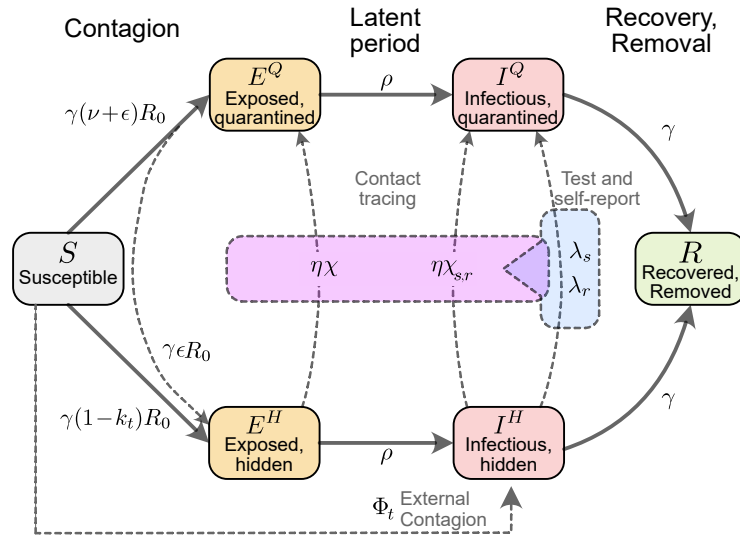 Contagion
Latent
period
Recovery,
Removal
E^Q
Exposed,
quarantined
ρ
I^Q
Infectious,
quarantined
γ(ν+ϵ)R_0
γ
Contact
tracing
Test and
self-report
S
Susceptible
ηχ
ηχ_{s,r}
λ_s
λ_r
R
Recovered,
Removed
γϵR_0
γ(1−k_t)R_0
E^H
Exposed,
hidden
ρ
I^H
Infectious,
hidden
γ
Φ_t External
Contagion